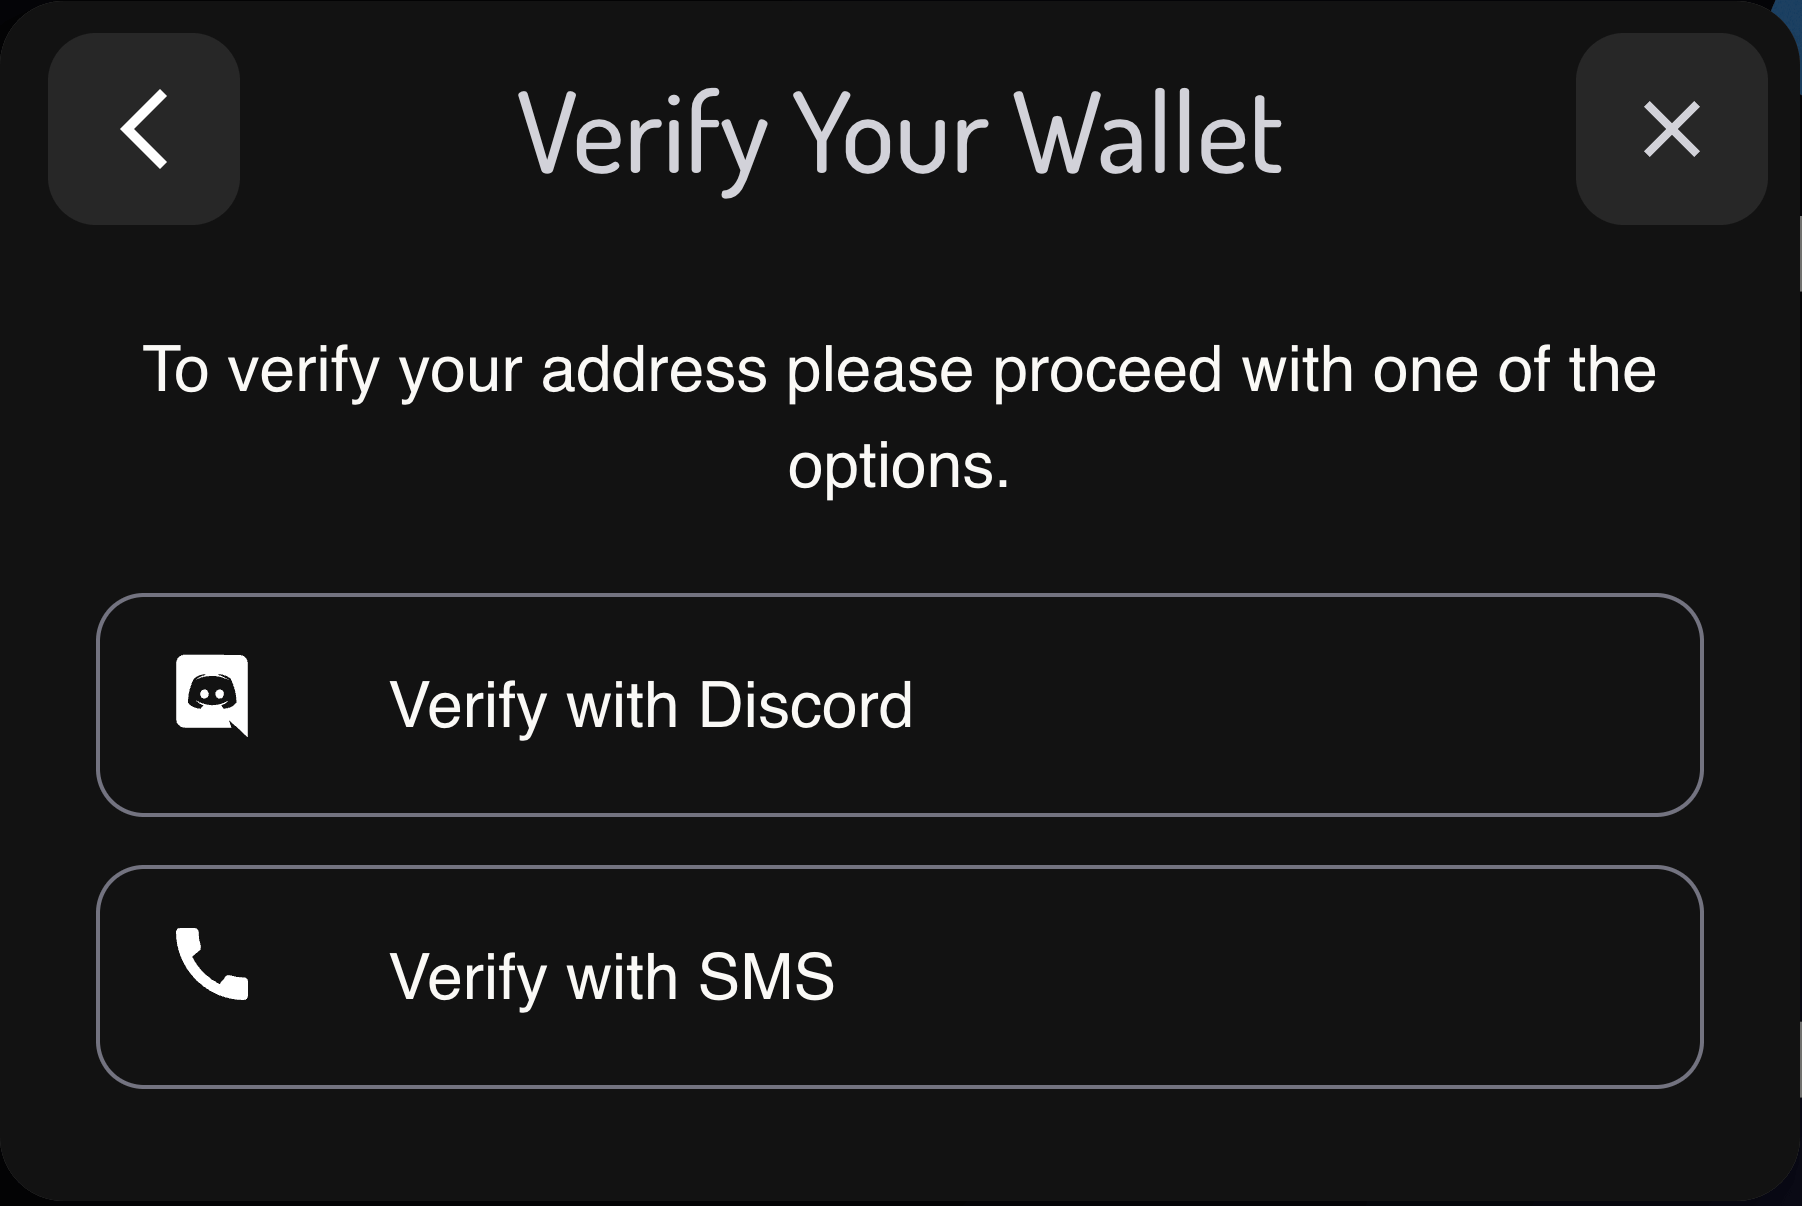 Verify Your Wallet
To verify your address please proceed with one of the
options.
Verify with Discord
Verify with SMS